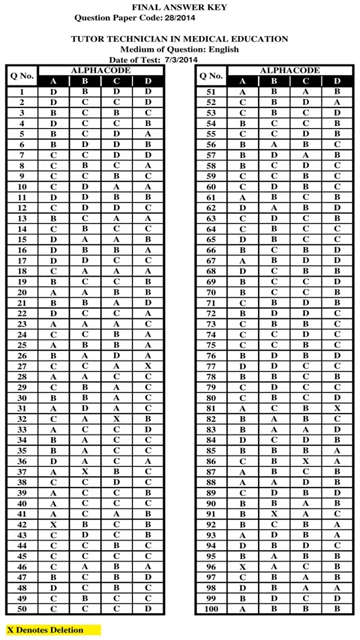 FINAL ANSWER KEY
Question Paper Code: 28/2014
TUTOR TECHNICIAN IN MEDICAL EDUCATION
Medium of Question: English
Date of Test: 7/3/2014
Q No. ALPHACODE Q No. ALPHACODE
A B C D A B C D
1 D B D D 51 A B A B
2 D C C D 52 C B D A
3 B C B C 53 C B C D
4 D C C B 54 B C C B
5 B C D A 55 C C D B
6 B D D B 56 B A B C
7 C C D D 57 B D A B
8 C B C A 58 B C D C
9 C C B C 59 C C B C
10 C D A A 60 C D B C
11 D D B B 61 A B C B
12 C D D C 62 D A B D
13 B C A A 63 C D C B
14 C B C C 64 C B C C
15 D A A B 65 D B C C
16 D B B A 66 B C B D
17 D D C C 67 A B D D
18 C A A A 68 D C B B
19 B C C B 69 B C C D
20 A A B B 70 B C C B
21 B B A D 71 C B D B
22 D C C A 72 B D D C
23 A A A C 73 C B B C
24 C C B A 74 C C D C
25 A B B A 75 C C B C
26 B A D A 76 B D B D
27 C C A X 77 D D C C
28 A A C C 78 B B C B
29 C B A C 79 C D C C
30 B B A C 80 C B C D
31 A D A C 81 A C B X
32 C A X B 82 B A B C
33 A C C D 83 B A A D
34 B A C C 84 D C D B
35 B A C C 85 B B B A
36 D A C A 86 C B X A
37 A X B C 87 A B C B
38 C C D C 88 A A D B
39 A C C B 89 C D B D
40 A C C C 90 B B A B
41 A C A B 91 B X A C
42 X B C B 92 B C B A
43 C D C B 93 A D B A
44 C C B C 94 D B D C
45 C C C C 95 B A B B
46 C A B A 96 X A C B
47 B C B D 97 C B A B
48 D C B C 98 D B A A
49 C B C C 99 B D C D
50 C C C D 100 A B B B
X Denotes Deletion